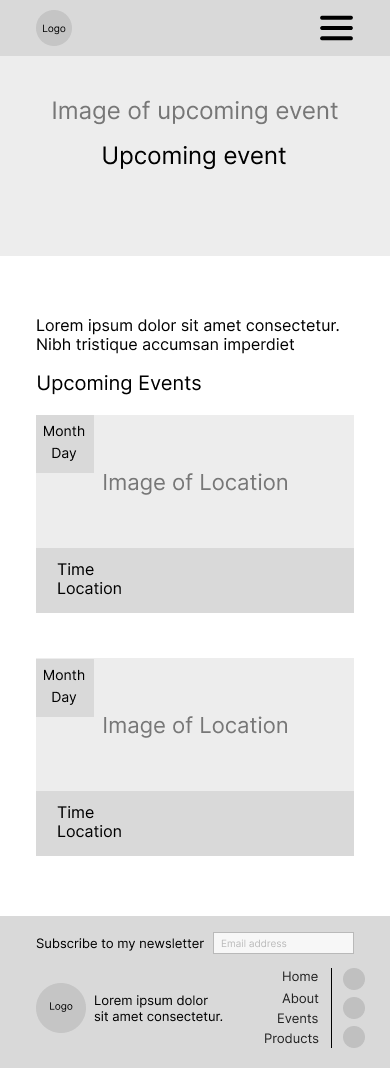 Logo
Image of upcoming event
Upcoming event
Lorem ipsum dolor sit amet consectetur.
Nibh tristique accumsan imperdiet
Upcoming Events
Month
Day
Image of Location
Time
Location
Month
Day
Image of Location
Time
Location
Subscribe to my newsletter
Email address
Logo
Lorem ipsum dolor
sit amet consectetur.
Home
About
Events
Products